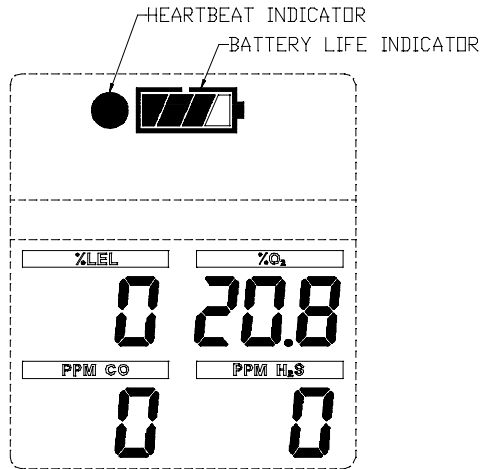 HEARTBEAT INDICATOR
BATTERY LIFE INDICATOR
%LEL %O₂
0 20.8
PPM CO PPM H₂S
0 0